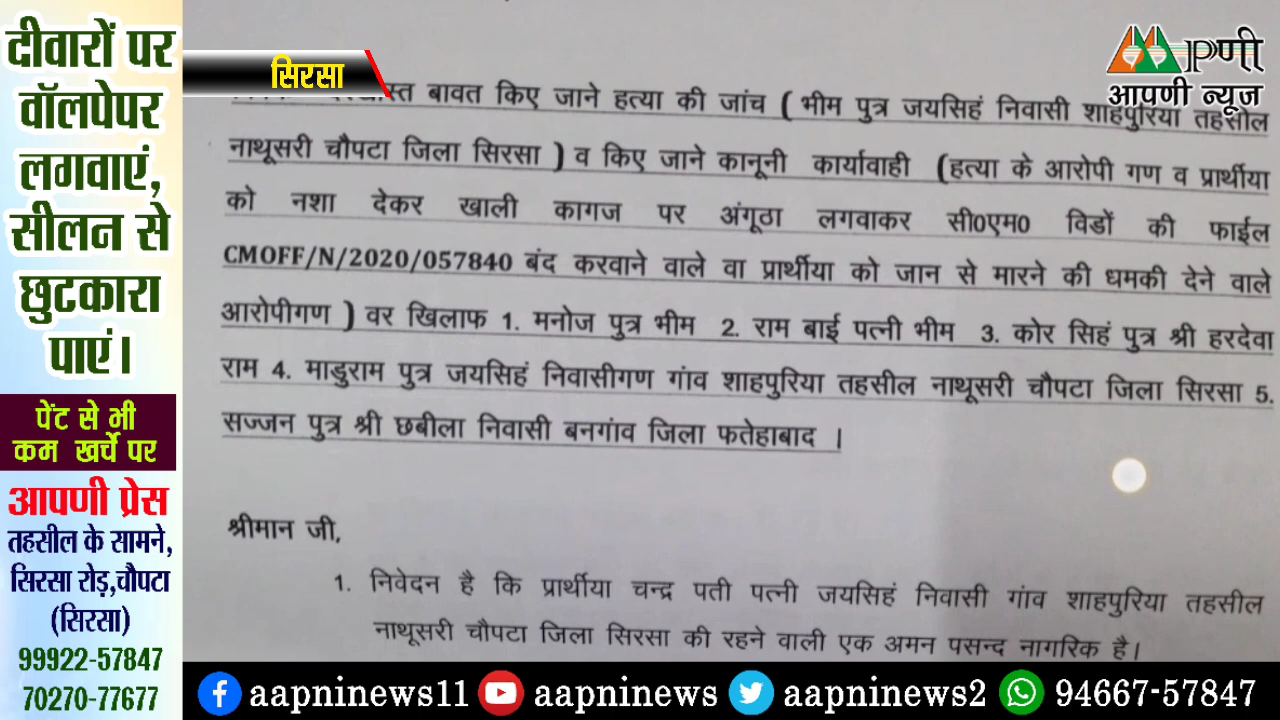 दीवारों पर
वॉलपेपर
लगवाएं,
सीलन से
छुटकारा
पाएं।
पेंट से भी
कम खर्चे पर
आपणी प्रेस
तहसील के सामने,
सिरसा रोड़,चौपटा
(सिरसा)
99922-57847
70270-77677
सिरसा
आपणी न्यूज
बावत किए जाने हत्या की जांच ( भीम पुत्र जयसिहं निवासी शाहपुरिया तहसील
नाथूसरी चौपटा जिला सिरसा ) व किए जाने कानूनी कार्यावाही (हत्या के आरोपी गण व प्रार्थीया
को नशा देकर खाली कागज पर अंगूठा लगवाकर सी0एम0 विडों की फाईल
CMOFF/N/2020/057840 बंद करवाने वाले वा प्रार्थीया को जान से मारने की धमकी देने वाले
आरोपीगण ) वर खिलाफ 1. मनोज पुत्र भीम 2. राम बाई पत्नी भीम 3. कोर सिहं पुत्र श्री हरदेवा
राम 4. माडुराम पुत्र जयसिहं निवासीगण गांव शाहपुरिया तहसील नाथूसरी चौपटा जिला सिरसा 5.
सज्जन पुत्र श्री छबीला निवासी बनगांव जिला फतेहाबाद ।
श्रीमान जी,
1. निवेदन है कि प्रार्थीया चन्द्र पती पत्नी जयसिहं निवासी गांव शाहपुरिया तहसील
नाथूसरी चौपटा जिला सिरसा की रहने वाली एक अमन पसन्द नागरिक है।
aapninews11 aapninews aapninews2 94667-57847